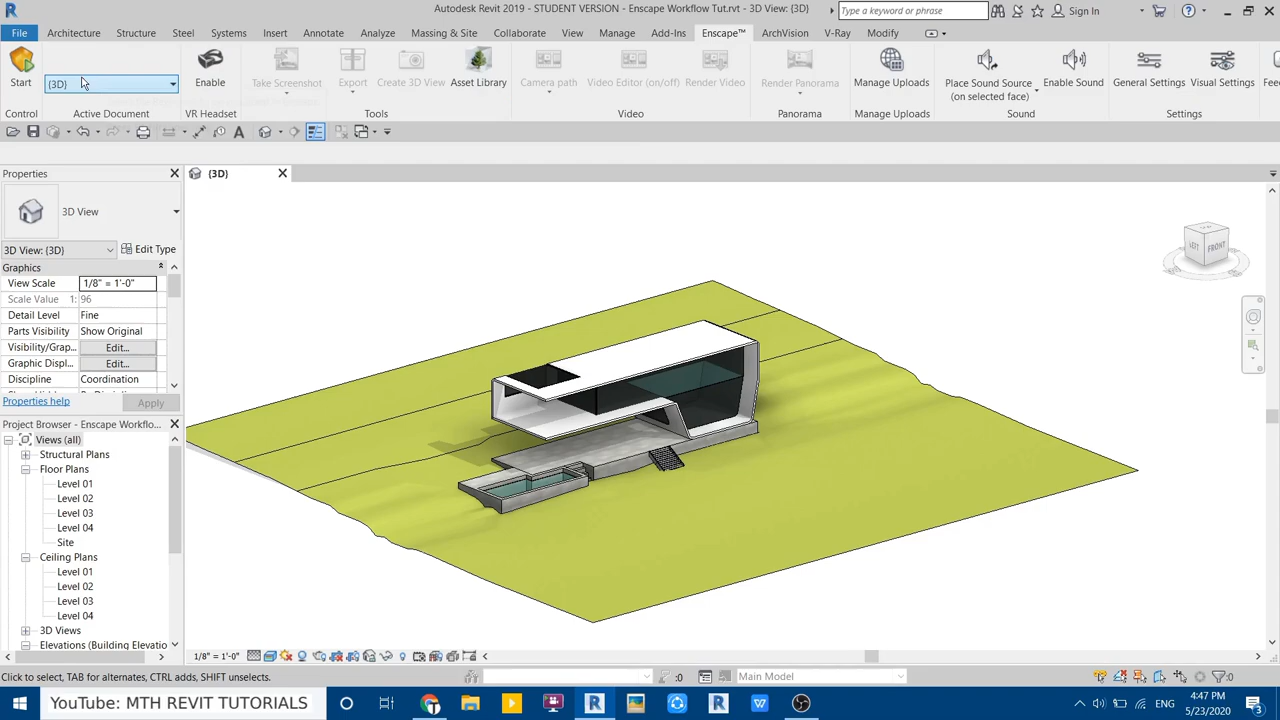 Autodesk Revit 2019 - STUDENT VERSION - Enscape Workflow Tut.rvt - 3D View: {3D}
Type a keyword or phrase
Sign In
File Architecture Structure Steel Systems Insert Annotate Analyze Massing & Site Collaborate View Manage Add-Ins Enscape™ ArchVision V-Ray Modify
Start
{3D}
Enable
Take Screenshot
Export
Create 3D View
Asset Library
Camera path
Video Editor (on/off)
Render Video
Render Panorama
Manage Uploads
Place Sound Source
(on selected face)
Enable Sound
General Settings
Visual Settings
Fee
Control Active Document VR Headset Tools Video Panorama Manage Uploads Sound Settings
Properties
{3D}
3D View
3D View: {3D}
Edit Type
Graphics
View Scale 1/8" = 1'-0"
Scale Value 1: 96
Detail Level Fine
Parts Visibility Show Original
Visibility/Grap... Edit...
Graphic Displ... Edit...
Discipline Coordination
Properties help
Apply
Project Browser - Enscape Workflo...
Views (all)
Structural Plans
Floor Plans
Level 01
Level 02
Level 03
Level 04
Site
Ceiling Plans
Level 01
Level 02
Level 03
Level 04
3D Views
Elevations (Building Elevatio
LEFT
FRONT
1/8" = 1'-0"
Click to select, TAB for alternates, CTRL adds, SHIFT unselects.
:0
Main Model
:0
YouTube: MTH REVIT TUTORIALS
4:47 PM
5/23/2020
3